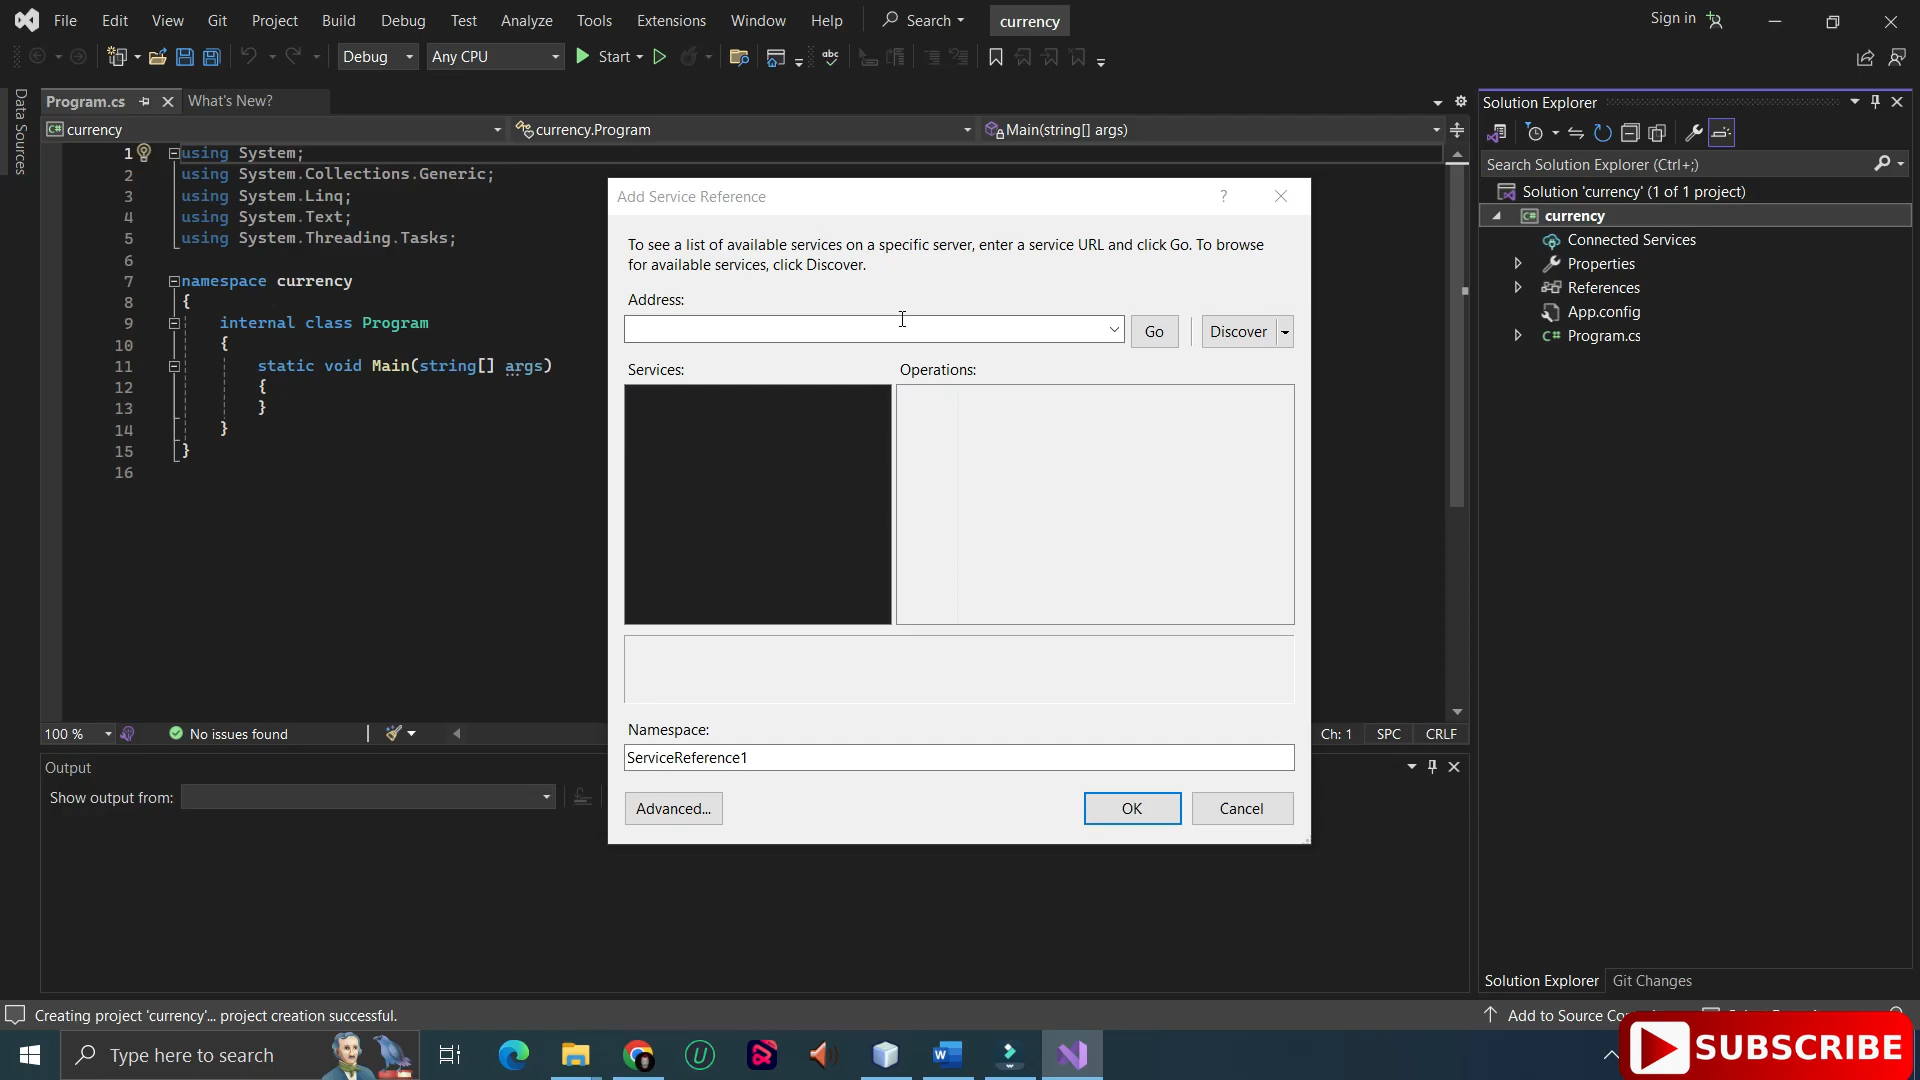 File Edit View Git Project Build Debug Test Analyze Tools Extensions Window Help Search currency Sign in
Debug Any CPU Start
Data Sources
Program.cs What's New?
currency currency.Program Main(string[] args)
1 using System;
2 using System.Collections.Generic;
3 using System.Linq;
4 using System.Text;
5 using System.Threading.Tasks;
6
7 namespace currency
8 {
9 internal class Program
10 {
11 static void Main(string[] args)
12 {
13 }
14 }
15 }
16
100 % No issues found Ch: 1 SPC CRLF
Add Service Reference ?
To see a list of available services on a specific server, enter a service URL and click Go. To browse
for available services, click Discover.
Address:
Go Discover
Services: Operations:
Namespace:
ServiceReference1
Advanced... OK Cancel
Output
Show output from:
Solution Explorer
Search Solution Explorer (Ctrl+;)
Solution 'currency' (1 of 1 project)
currency
Connected Services
Properties
References
App.config
C# Program.cs
Solution Explorer Git Changes
Creating project 'currency'... project creation successful. Add to Source
Type here to search
SUBSCRIBE